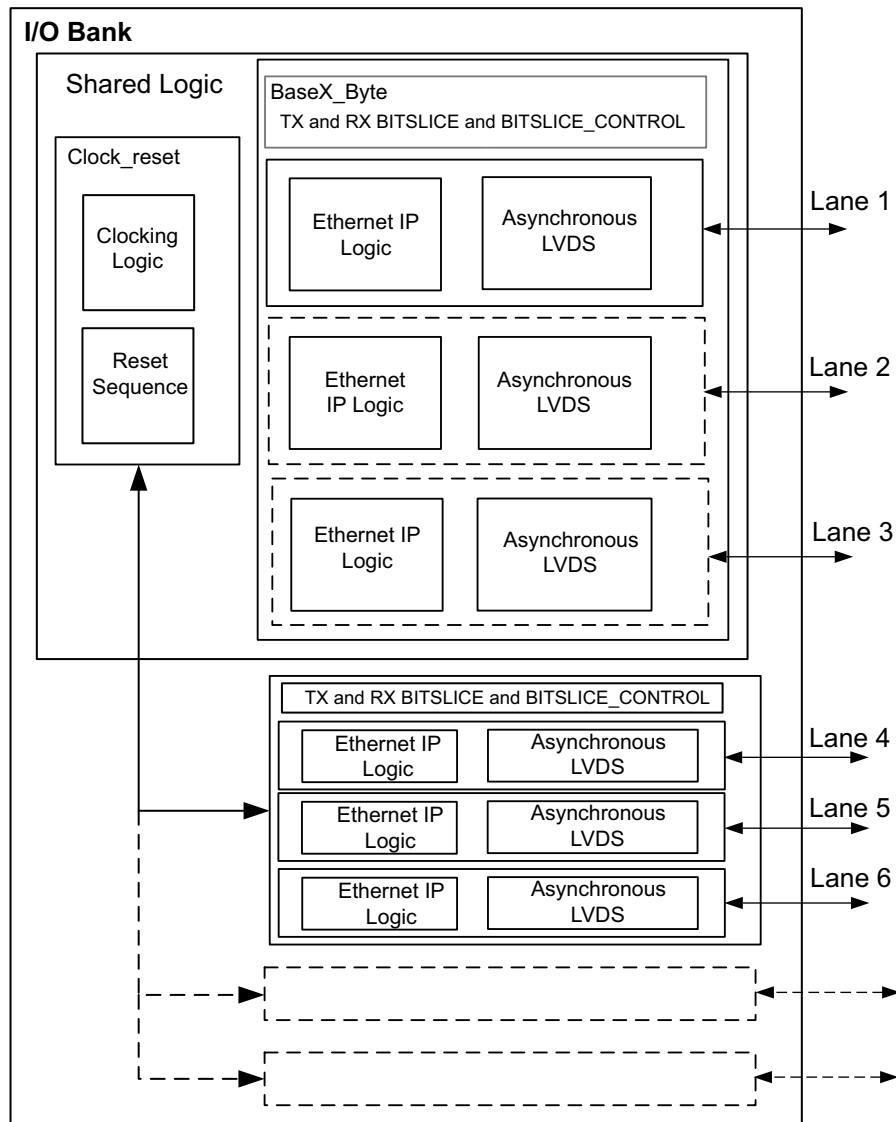 I/O Bank
Shared Logic
BaseX_Byte
TX and RX BITSLICE and BITSLICE_CONTROL
Clock_reset
Clocking
Logic
Reset
Sequence
Ethernet IP
Logic
Asynchronous
LVDS
Lane 1
Ethernet
IP Logic
Asynchronous
LVDS
Lane 2
Ethernet IP
Logic
Asynchronous
LVDS
Lane 3
TX and RX BITSLICE and BITSLICE_CONTROL
Ethernet IP
Logic
Asynchronous
LVDS
Lane 4
Ethernet IP
Logic
Asynchronous
LVDS
Lane 5
Ethernet IP
Logic
Asynchronous
LVDS
Lane 6